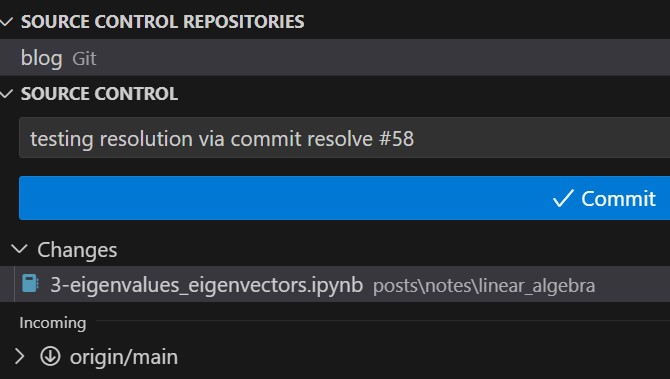 SOURCE CONTROL REPOSITORIES
blog Git
SOURCE CONTROL
testing resolution via commit resolve #58
Commit
Changes
3-eigenvalues_eigenvectors.ipynb posts\notes\linear_algebra
Incoming
origin/main